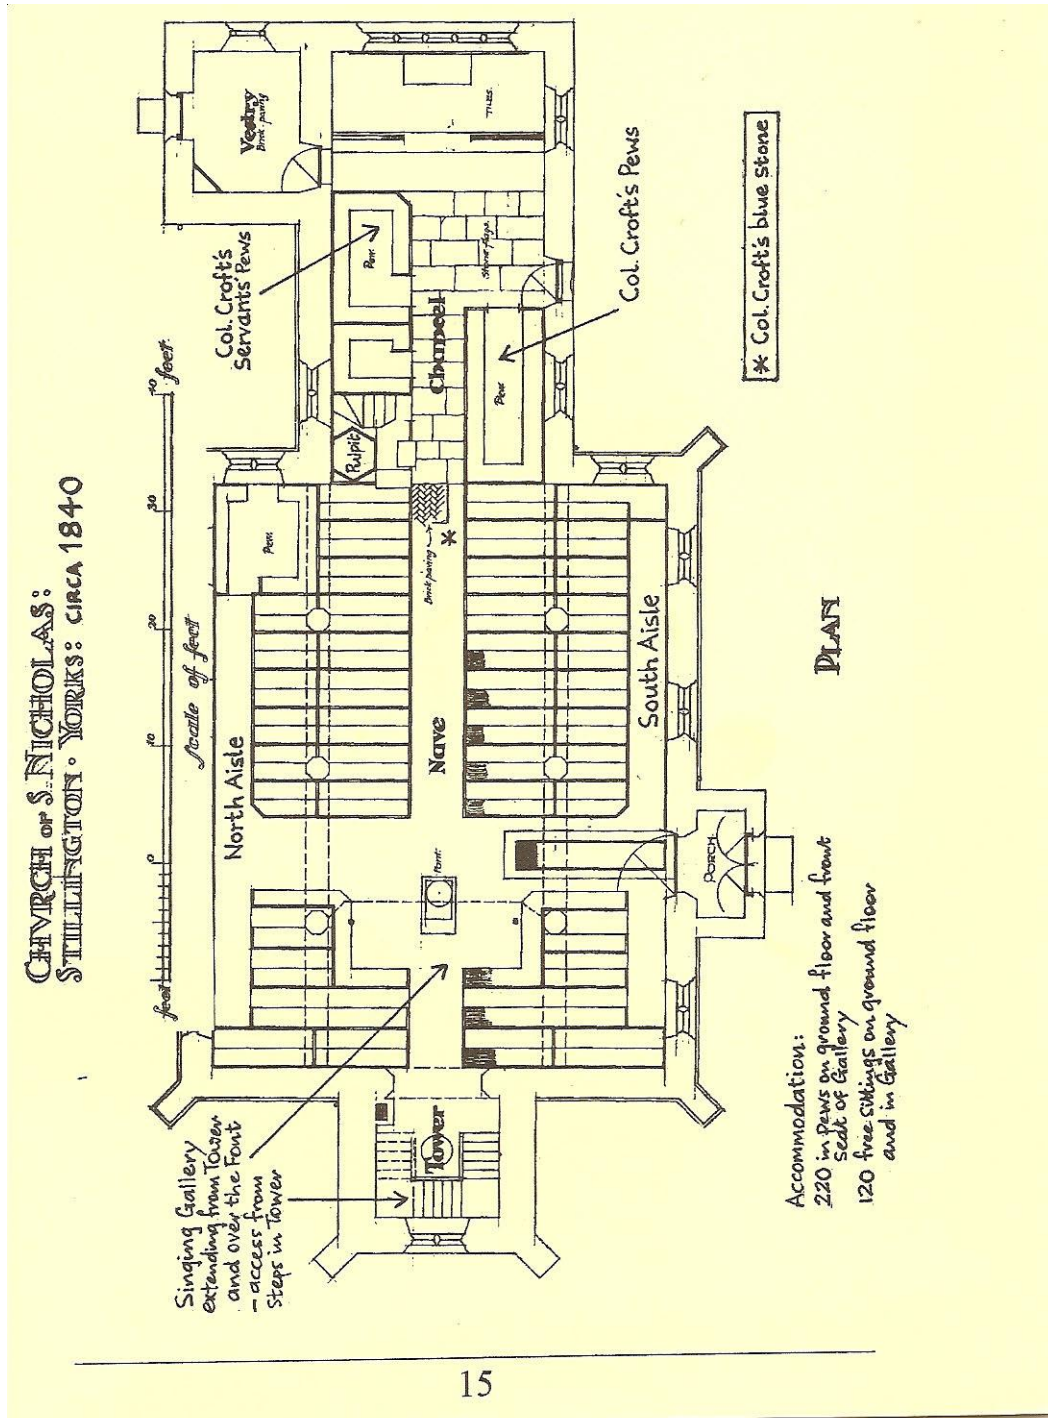 CHVRCH OF S. NICHOLAS:
STILLINGTON · YORKS: CIRCA 1840
feet
0
10
20
30
40 feet.
Scale of feet
Vestry
Brick-paving
TILES.
Col. Croft's
Servants' Pews
Pew.
Stone flags.
Chancel
Col. Croft's Pews
Pew
Pulpit
* Col. Croft's blue stone
Pew.
Brick paving
*
North Aisle
Nave
South Aisle
PLAN
Font.
PORCH
Singing Gallery
extending from Tower
and over the Font
- access from
Steps in Tower
Tower
Accommodation:
220 in Pews on ground floor and front
Seat of Gallery
120 free Sittings on ground floor
and in Gallery
15